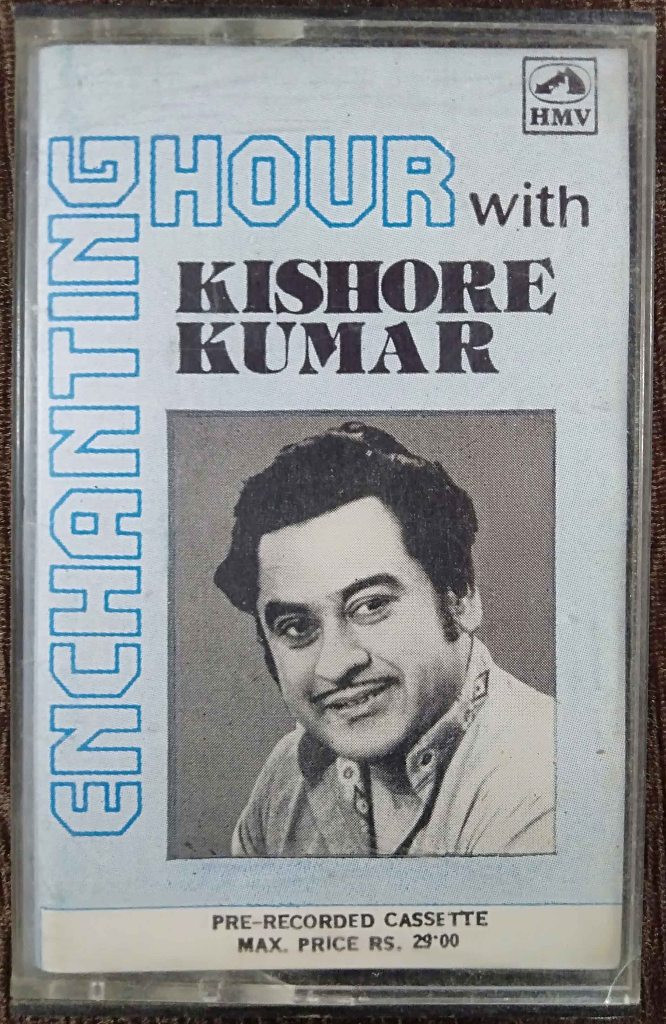 HMV
ENCHANTING
HOUR with
KISHORE
KUMAR
PRE-RECORDED CASSETTE
MAX. PRICE RS. 29·00